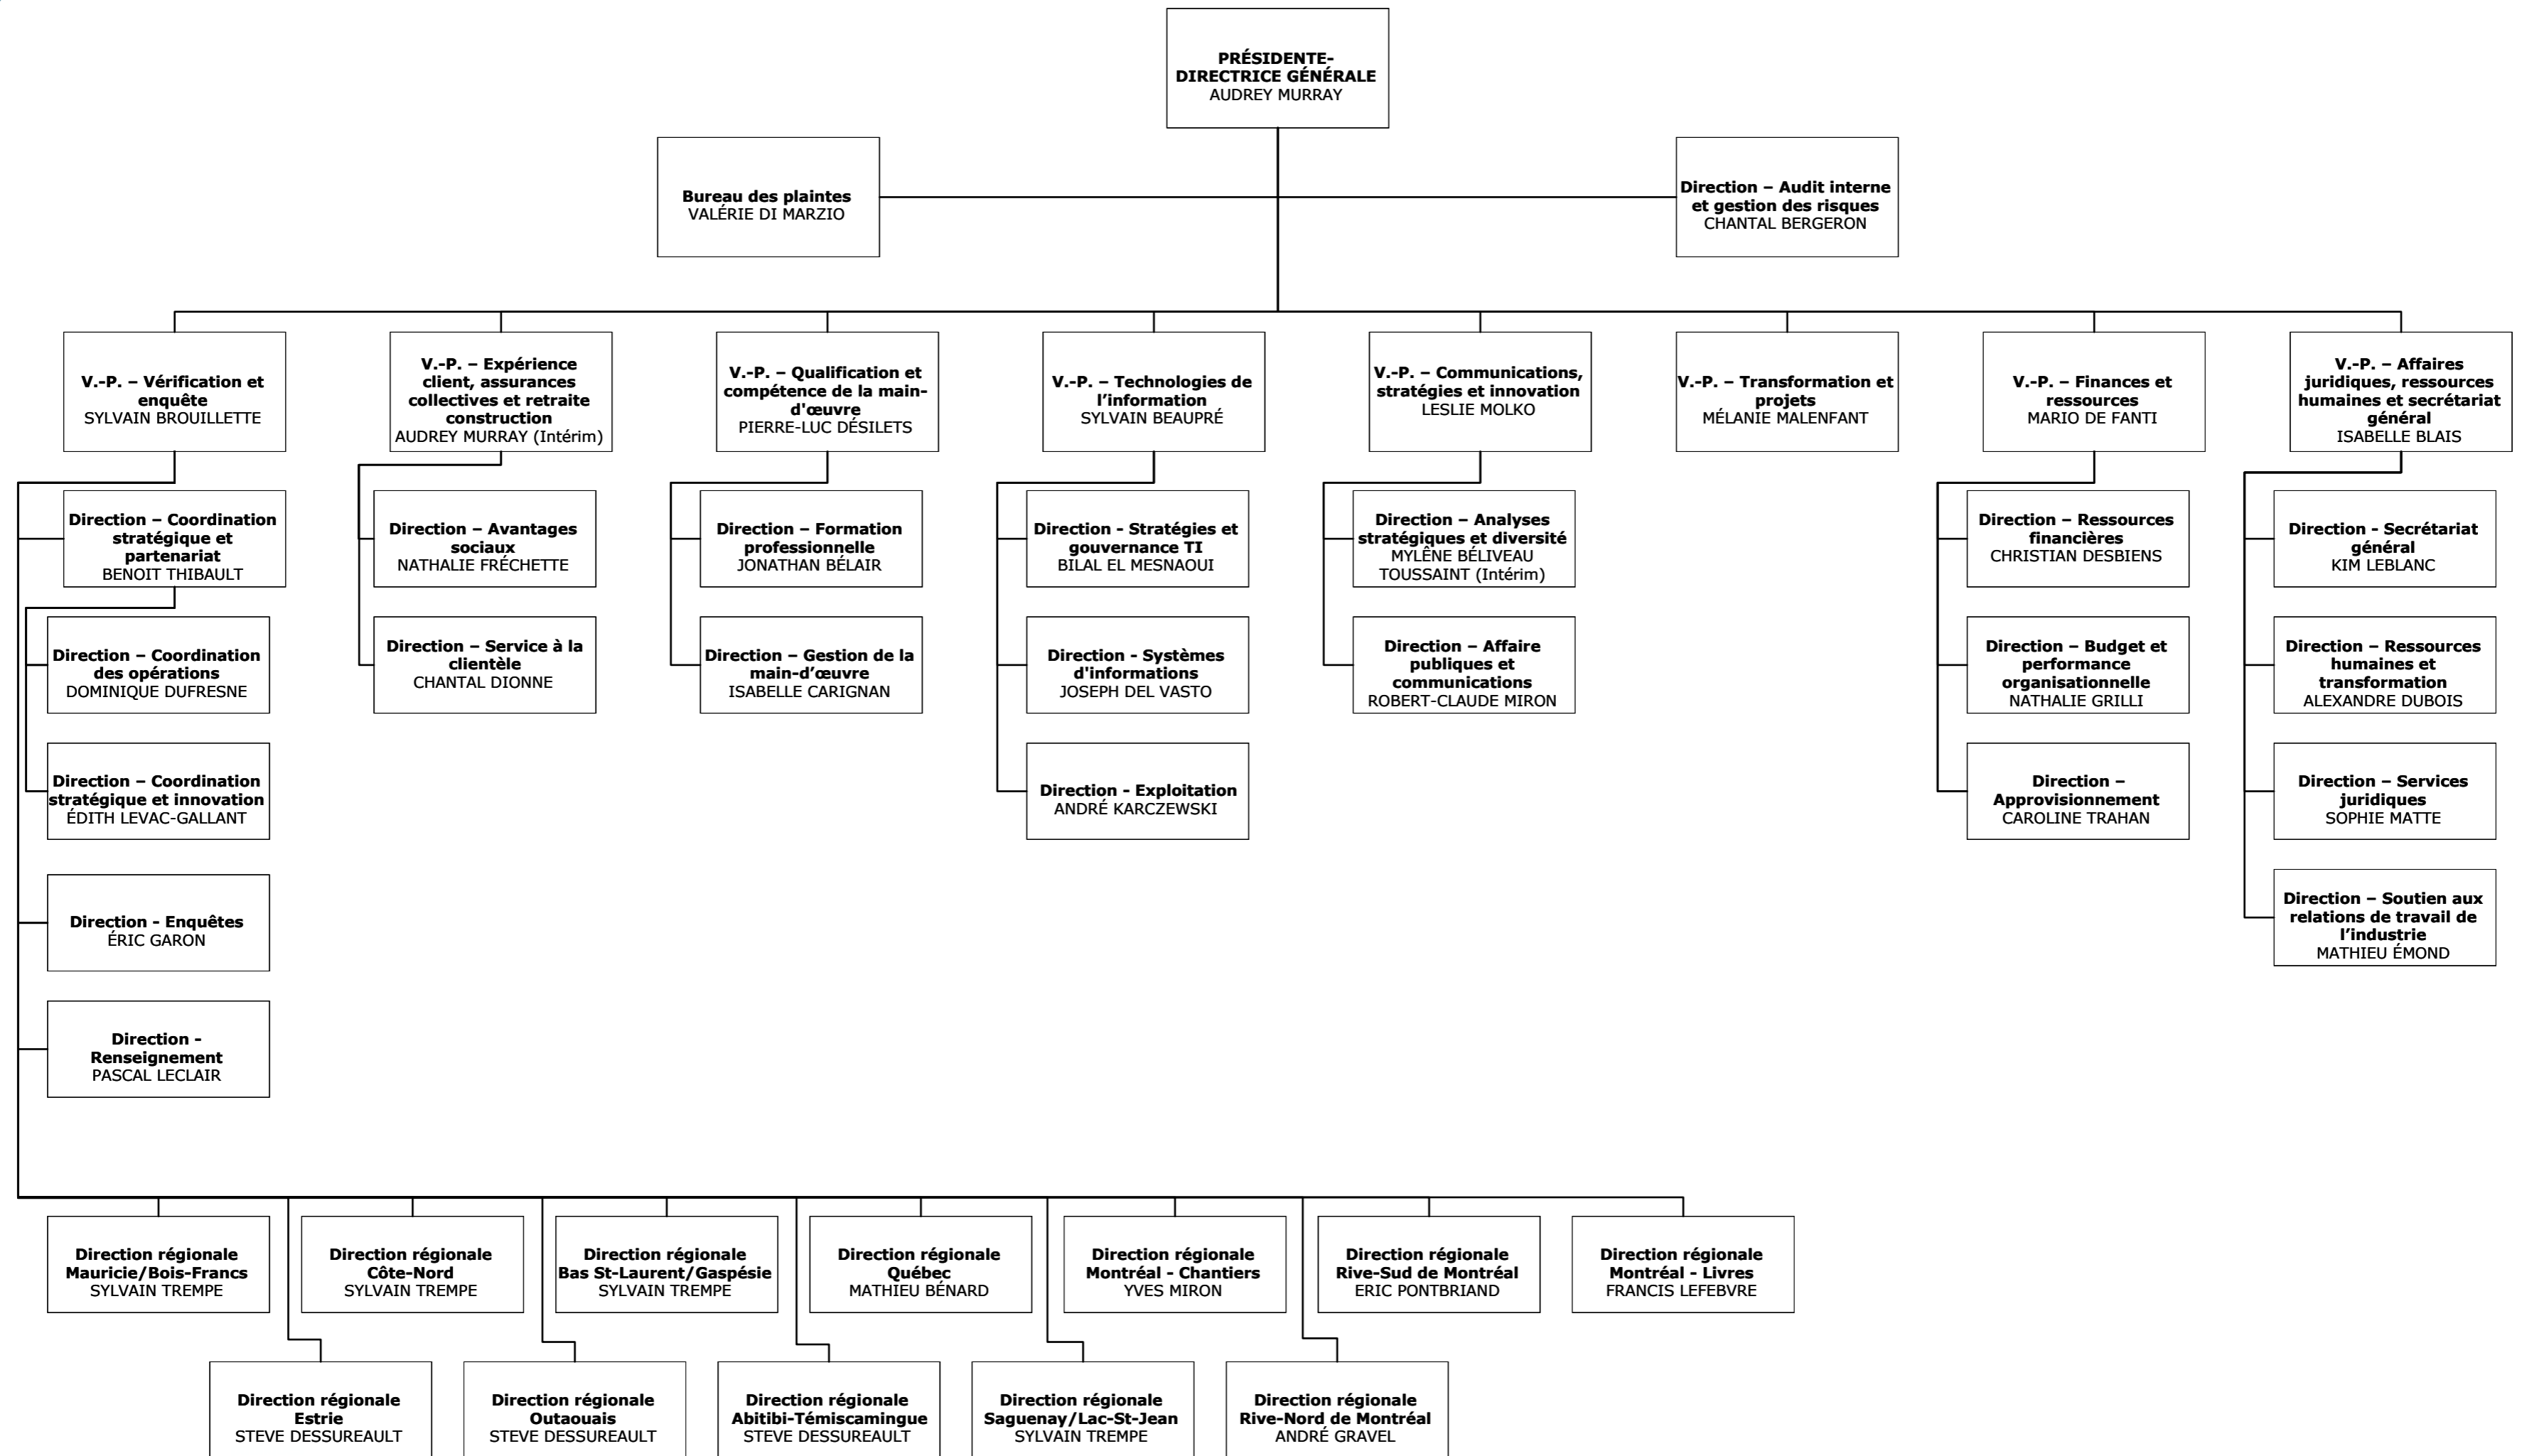 PRÉSIDENTE-
DIRECTRICE GÉNÉRALE
AUDREY MURRAY
Bureau des plaintes
VALÉRIE DI MARZIO
Direction – Audit interne
et gestion des risques
CHANTAL BERGERON
V.-P. – Vérification et
enquête
SYLVAIN BROUILLETTE
V.-P. – Expérience
client, assurances
collectives et retraite
construction
AUDREY MURRAY (Intérim)
V.-P. – Qualification et
compétence de la main-
d'œuvre
PIERRE-LUC DÉSILETS
V.-P. – Technologies de
l’information
SYLVAIN BEAUPRÉ
V.-P. – Communications,
stratégies et innovation
LESLIE MOLKO
V.-P. – Transformation et
projets
MÉLANIE MALENFANT
V.-P. – Finances et
ressources
MARIO DE FANTI
V.-P. – Affaires
juridiques, ressources
humaines et secrétariat
général
ISABELLE BLAIS
Direction – Coordination
stratégique et
partenariat
BENOIT THIBAULT
Direction – Coordination
des opérations
DOMINIQUE DUFRESNE
Direction – Coordination
stratégique et innovation
ÉDITH LEVAC-GALLANT
Direction - Enquêtes
ÉRIC GARON
Direction -
Renseignement
PASCAL LECLAIR
Direction – Avantages
sociaux
NATHALIE FRÉCHETTE
Direction – Service à la
clientèle
CHANTAL DIONNE
Direction – Formation
professionnelle
JONATHAN BÉLAIR
Direction – Gestion de la
main-d’œuvre
ISABELLE CARIGNAN
Direction - Stratégies et
gouvernance TI
BILAL EL MESNAOUI
Direction - Systèmes
d'informations
JOSEPH DEL VASTO
Direction - Exploitation
ANDRÉ KARCZEWSKI
Direction – Analyses
stratégiques et diversité
MYLÈNE BÉLIVEAU
TOUSSAINT (Intérim)
Direction – Affaire
publiques et
communications
ROBERT-CLAUDE MIRON
Direction – Ressources
financières
CHRISTIAN DESBIENS
Direction – Budget et
performance
organisationnelle
NATHALIE GRILLI
Direction –
Approvisionnement
CAROLINE TRAHAN
Direction - Secrétariat
général
KIM LEBLANC
Direction – Ressources
humaines et
transformation
ALEXANDRE DUBOIS
Direction – Services
juridiques
SOPHIE MATTE
Direction – Soutien aux
relations de travail de
l’industrie
MATHIEU ÉMOND
Direction régionale
Mauricie/Bois-Francs
SYLVAIN TREMPE
Direction régionale
Côte-Nord
SYLVAIN TREMPE
Direction régionale
Bas St-Laurent/Gaspésie
SYLVAIN TREMPE
Direction régionale
Québec
MATHIEU BÉNARD
Direction régionale
Montréal - Chantiers
YVES MIRON
Direction régionale
Rive-Sud de Montréal
ERIC PONTBRIAND
Direction régionale
Montréal - Livres
FRANCIS LEFEBVRE
Direction régionale
Estrie
STEVE DESSUREAULT
Direction régionale
Outaouais
STEVE DESSUREAULT
Direction régionale
Abitibi-Témiscamingue
STEVE DESSUREAULT
Direction régionale
Saguenay/Lac-St-Jean
SYLVAIN TREMPE
Direction régionale
Rive-Nord de Montréal
ANDRÉ GRAVEL